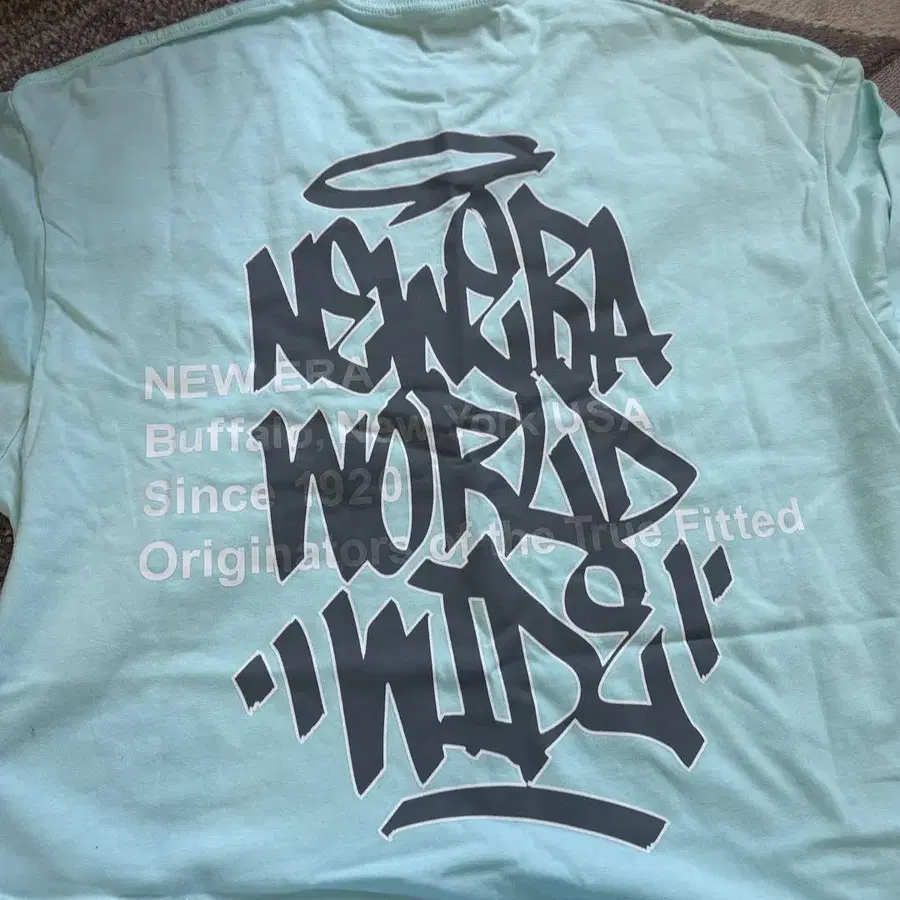 NEW ERA
WORLD
"WIDE"
NEW ERA
Buffalo, New York USA
Since 1920
Originators of the True Fitted